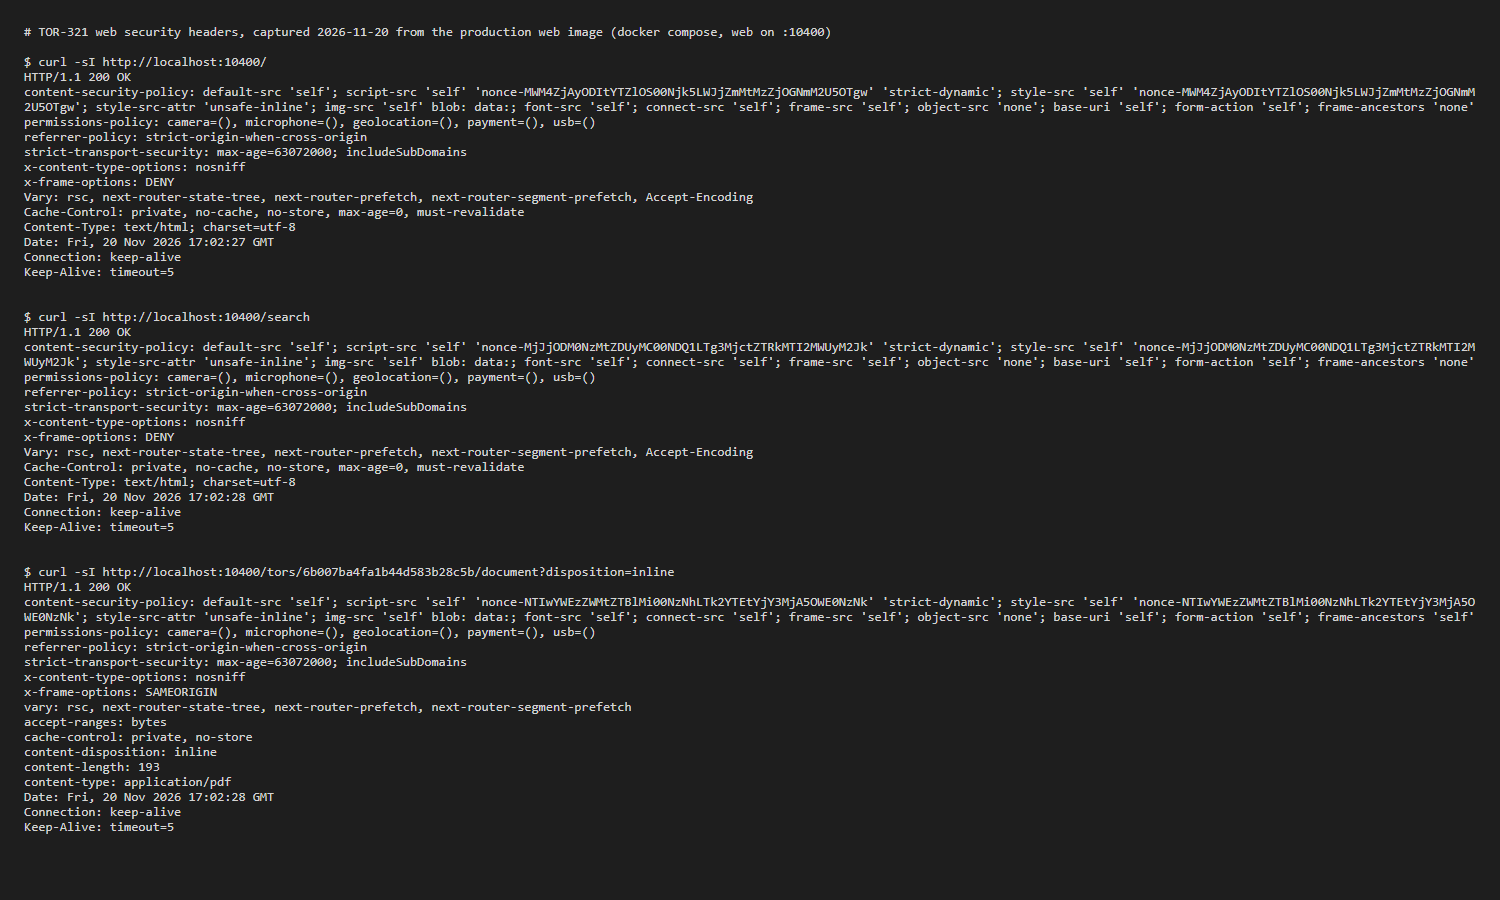 # TOR-321 web security headers, captured 2026-11-20 from the production web image (docker compose, web on :10400)
$ curl -sI http://localhost:10400/
HTTP/1.1 200 OK
content-security-policy: default-src 'self'; script-src 'self' 'nonce-MWM4ZjAyODItYTZlOS00Njk5LWJjZmMtMzZjOGNmM2U5OTgw' 'strict-dynamic'; style-src 'self' 'nonce-MWM4ZjAyODItYTZlOS00Njk5LWJjZmMtMzZjOGNmM
2U5OTgw'; style-src-attr 'unsafe-inline'; img-src 'self' blob: data:; font-src 'self'; connect-src 'self'; frame-src 'self'; object-src 'none'; base-uri 'self'; form-action 'self'; frame-ancestors 'none'
permissions-policy: camera=(), microphone=(), geolocation=(), payment=(), usb=()
referrer-policy: strict-origin-when-cross-origin
strict-transport-security: max-age=63072000; includeSubDomains
x-content-type-options: nosniff
x-frame-options: DENY
Vary: rsc, next-router-state-tree, next-router-prefetch, next-router-segment-prefetch, Accept-Encoding
Cache-Control: private, no-cache, no-store, max-age=0, must-revalidate
Content-Type: text/html; charset=utf-8
Date: Fri, 20 Nov 2026 17:02:27 GMT
Connection: keep-alive
Keep-Alive: timeout=5
$ curl -sI http://localhost:10400/search
HTTP/1.1 200 OK
content-security-policy: default-src 'self'; script-src 'self' 'nonce-MjJjODM0NzMtZDUyMC00NDQ1LTg3MjctZTRkMTI2MWUyM2Jk' 'strict-dynamic'; style-src 'self' 'nonce-MjJjODM0NzMtZDUyMC00NDQ1LTg3MjctZTRkMTI2M
WUyM2Jk'; style-src-attr 'unsafe-inline'; img-src 'self' blob: data:; font-src 'self'; connect-src 'self'; frame-src 'self'; object-src 'none'; base-uri 'self'; form-action 'self'; frame-ancestors 'none'
permissions-policy: camera=(), microphone=(), geolocation=(), payment=(), usb=()
referrer-policy: strict-origin-when-cross-origin
strict-transport-security: max-age=63072000; includeSubDomains
x-content-type-options: nosniff
x-frame-options: DENY
Vary: rsc, next-router-state-tree, next-router-prefetch, next-router-segment-prefetch, Accept-Encoding
Cache-Control: private, no-cache, no-store, max-age=0, must-revalidate
Content-Type: text/html; charset=utf-8
Date: Fri, 20 Nov 2026 17:02:28 GMT
Connection: keep-alive
Keep-Alive: timeout=5
$ curl -sI http://localhost:10400/tors/6b007ba4fa1b44d583b28c5b/document?disposition=inline
HTTP/1.1 200 OK
content-security-policy: default-src 'self'; script-src 'self' 'nonce-NTIwYWEzZWMtZTBlMi00NzNhLTk2YTEtYjY3MjA5OWE0NzNk' 'strict-dynamic'; style-src 'self' 'nonce-NTIwYWEzZWMtZTBlMi00NzNhLTk2YTEtYjY3MjA5O
WE0NzNk'; style-src-attr 'unsafe-inline'; img-src 'self' blob: data:; font-src 'self'; connect-src 'self'; frame-src 'self'; object-src 'none'; base-uri 'self'; form-action 'self'; frame-ancestors 'self'
permissions-policy: camera=(), microphone=(), geolocation=(), payment=(), usb=()
referrer-policy: strict-origin-when-cross-origin
strict-transport-security: max-age=63072000; includeSubDomains
x-content-type-options: nosniff
x-frame-options: SAMEORIGIN
vary: rsc, next-router-state-tree, next-router-prefetch, next-router-segment-prefetch
accept-ranges: bytes
cache-control: private, no-store
content-disposition: inline
content-length: 193
content-type: application/pdf
Date: Fri, 20 Nov 2026 17:02:28 GMT
Connection: keep-alive
Keep-Alive: timeout=5